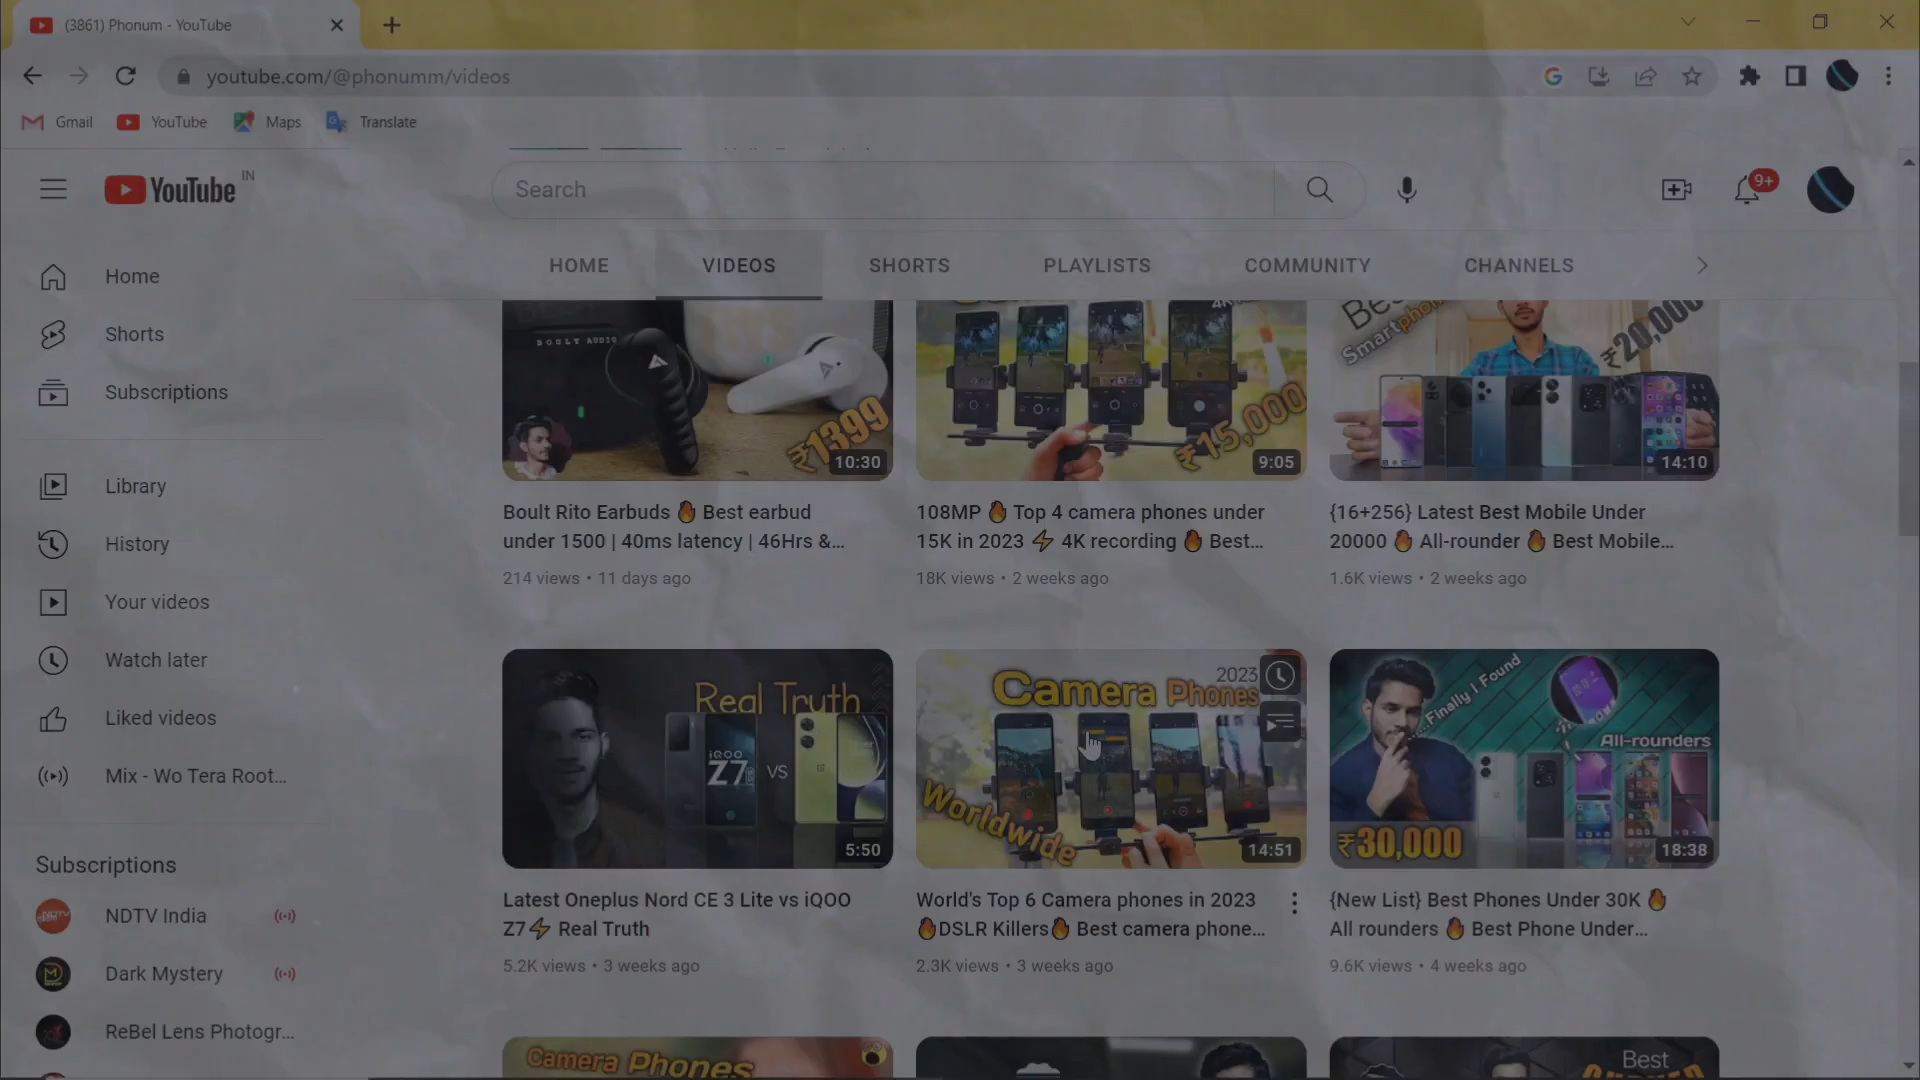 (3861) Phonum - YouTube
youtube.com/@phonumm/videos
Gmail YouTube Maps Translate
YouTube IN
Search
9+
HOME VIDEOS SHORTS PLAYLISTS COMMUNITY CHANNELS
Home
Shorts
Subscriptions
Library
History
Your videos
Watch later
Liked videos
Mix - Wo Tera Root...
Subscriptions
NDTV India
Dark Mystery
ReBel Lens Photogr...
BOULT AUDIO
₹1399
10:30
Boult Rito Earbuds 🔥 Best earbud
under 1500 | 40ms latency | 46Hrs &...
214 views • 11 days ago
₹15,000
9:05
108MP 🔥 Top 4 camera phones under
15K in 2023 ⚡ 4K recording 🔥 Best...
18K views • 2 weeks ago
Smartphon
₹20,000
14:10
{16+256} Latest Best Mobile Under
20000 🔥 All-rounder 🔥 Best Mobile...
1.6K views • 2 weeks ago
Real Truth
iQOO
Z7 VS
5:50
Latest Oneplus Nord CE 3 Lite vs iQOO
Z7⚡ Real Truth
5.2K views • 3 weeks ago
2023
Camera Phones
Worldwide
14:51
World's Top 6 Camera phones in 2023
🔥DSLR Killers🔥 Best camera phone...
2.3K views • 3 weeks ago
...Finally I Found
All-rounders
₹30,000
18:38
{New List} Best Phones Under 30K 🔥
All rounders 🔥 Best Phone Under...
9.6K views • 4 weeks ago
Camera Phones
Best